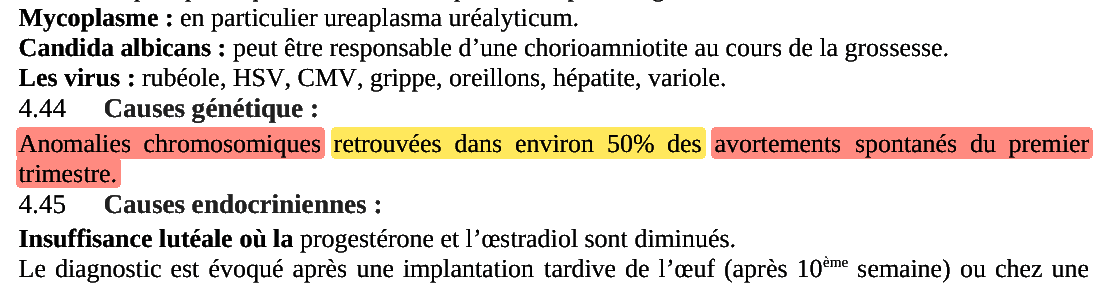 Mycoplasme : en particulier ureaplasma uréalyticum.
Candida albicans : peut être responsable d’une chorioamniotite au cours de la grossesse.
Les virus : rubéole, HSV, CMV, grippe, oreillons, hépatite, variole.
4.44 Causes génétique :
Anomalies chromosomiques retrouvées dans environ 50% des avortements spontanés du premier
trimestre.
4.45 Causes endocriniennes :
Insuffisance lutéale où la progestérone et l’œstradiol sont diminués.
Le diagnostic est évoqué après une implantation tardive de l’œuf (après 10ème semaine) ou chez une